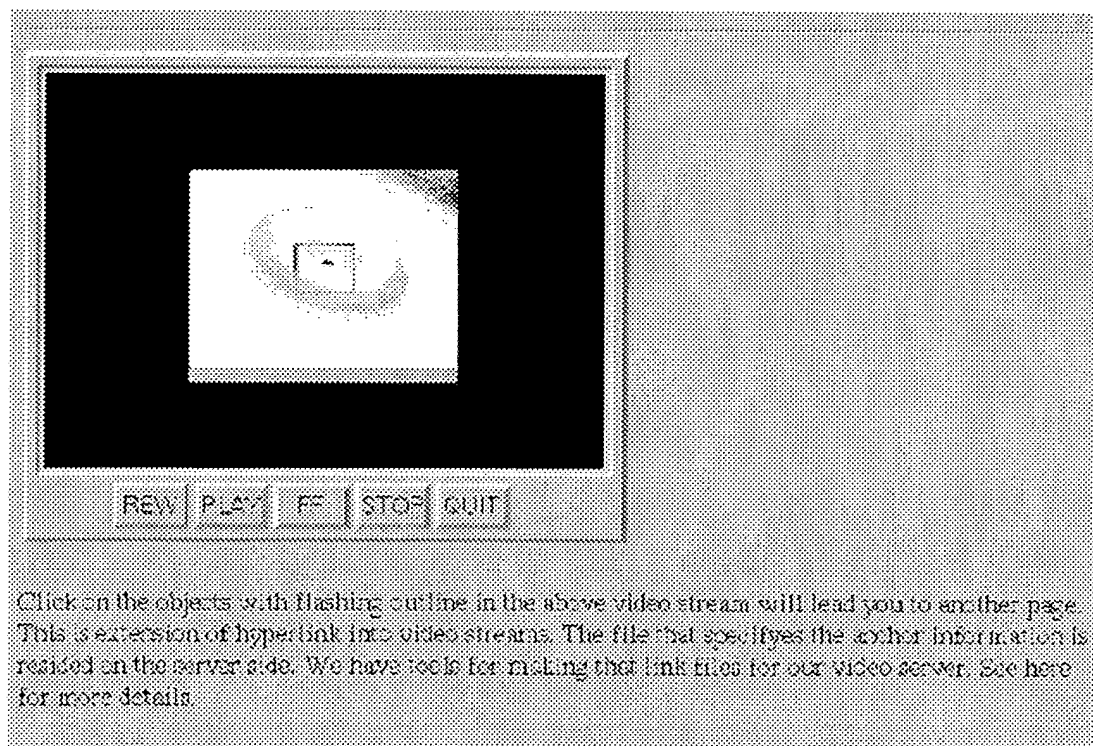 REW PLAY FF STOP QUIT
Click on the objects with flashing outline in the above video stream will lead you to another page.
This is extension of hyperlink into video streams. The file that specifyes the anchor information is
resided on the server side. We have tools for making that link files for our video server. See here
for more details.